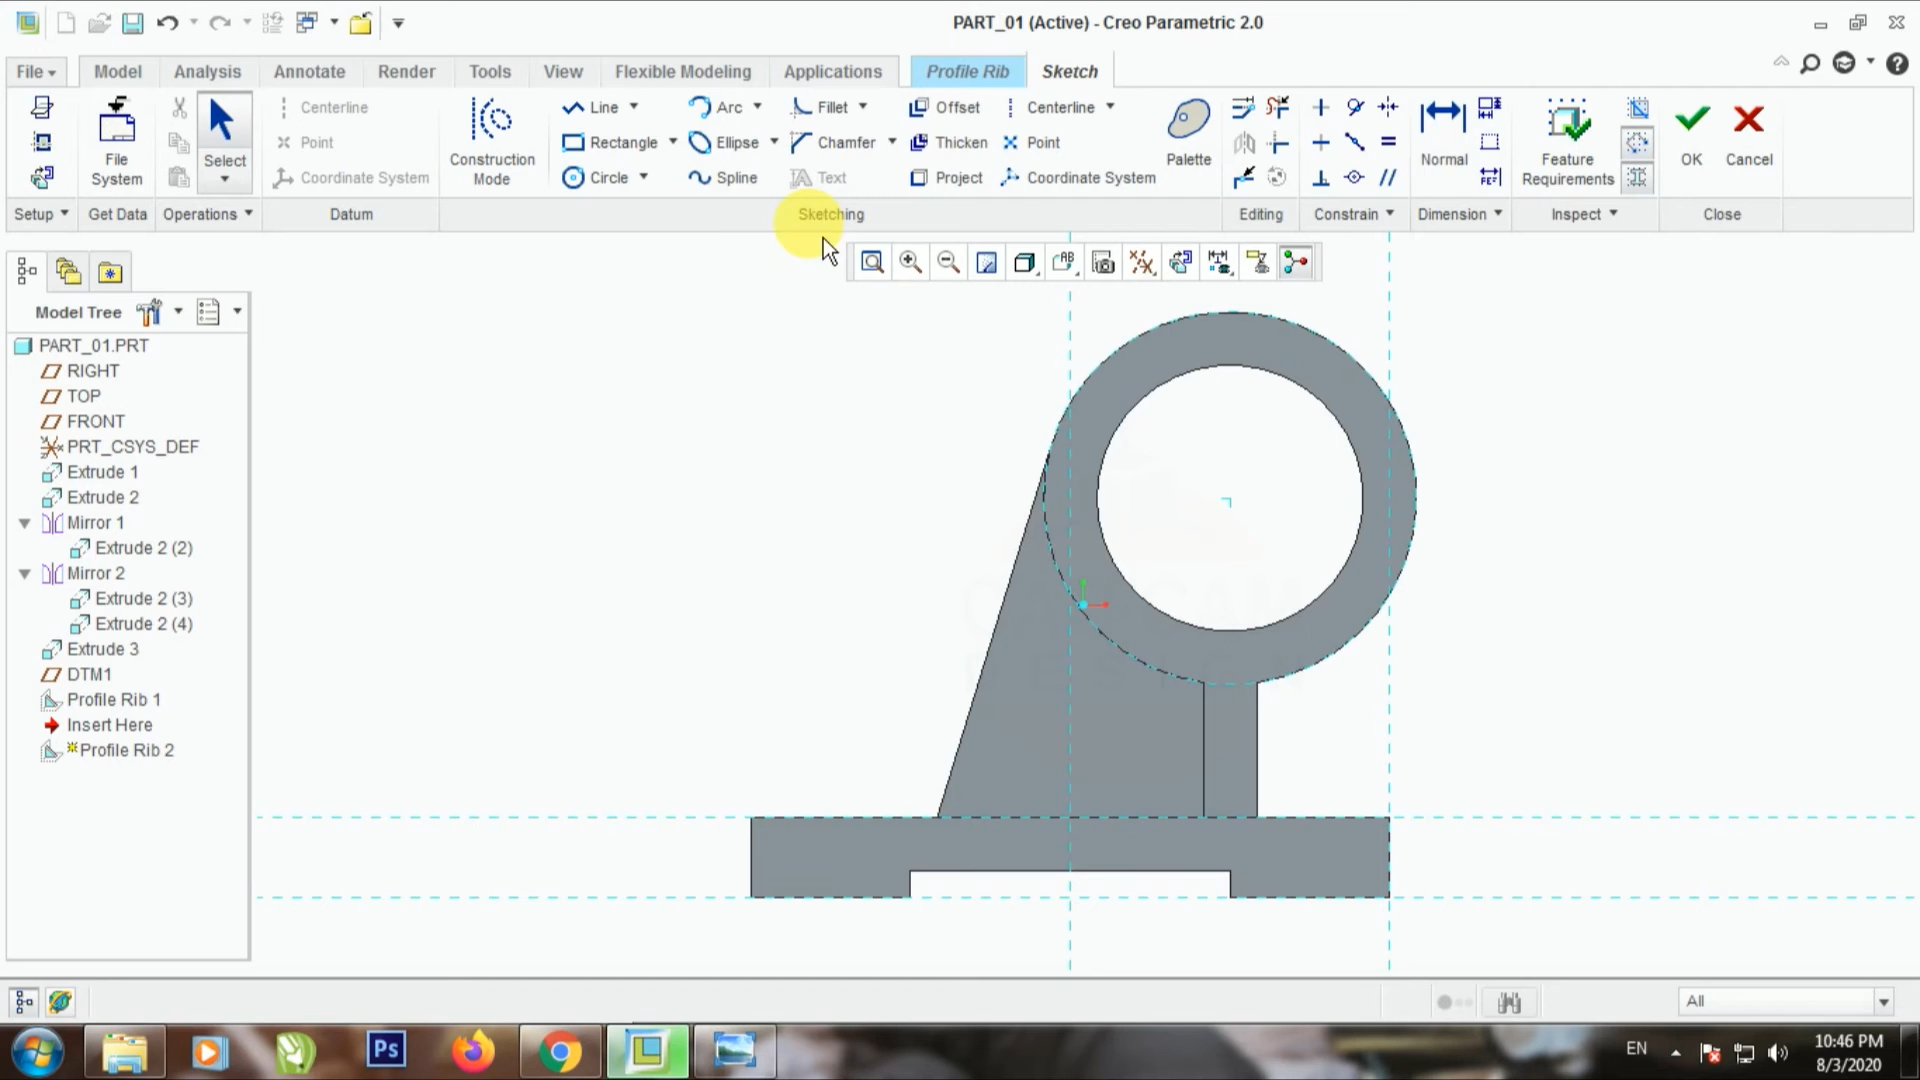 PART_01 (Active) - Creo Parametric 2.0
File Model Analysis Annotate Render Tools View Flexible Modeling Applications Profile Rib Sketch
Centerline Line Arc Fillet Offset Centerline
Point Rectangle Ellipse Chamfer Thicken Point
Coordinate System Circle Spline Text Project Coordinate System
File System
Select
Construction Mode
Palette
Normal
Feature Requirements
OK
Cancel
Setup Get Data Operations Datum Sketching Editing Constrain Dimension Inspect Close
Model Tree
PART_01.PRT
RIGHT
TOP
FRONT
PRT_CSYS_DEF
Extrude 1
Extrude 2
Mirror 1
Extrude 2 (2)
Mirror 2
Extrude 2 (3)
Extrude 2 (4)
Extrude 3
DTM1
Profile Rib 1
Insert Here
Profile Rib 2
All
Ps
EN
10:46 PM
8/3/2020